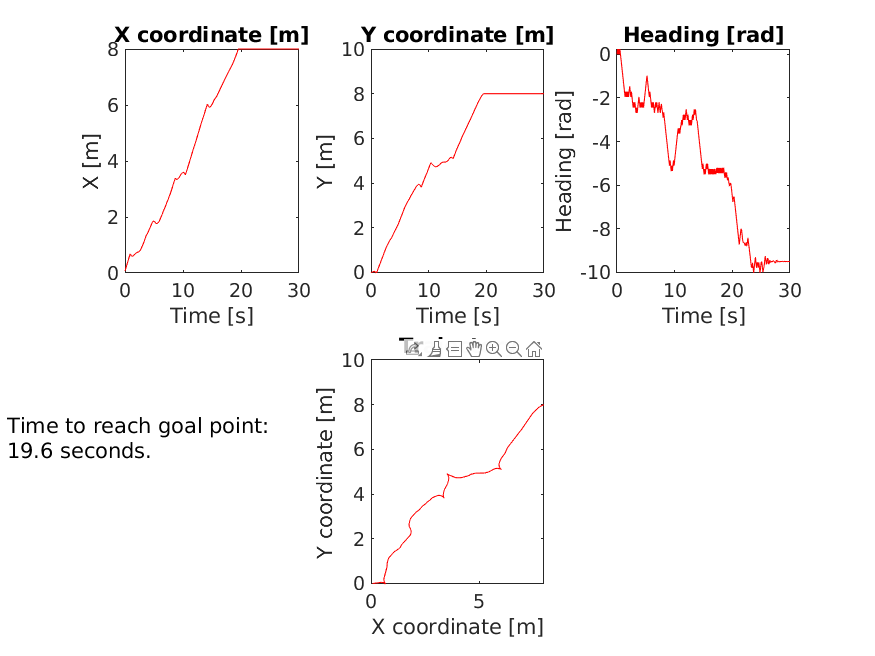 X coordinate [m]
Y coordinate [m]
Heading [rad]
8
6
4
2
0
X [m]
0 10 20 30
Time [s]
10
8
6
4
2
0
Y [m]
0 10 20 30
Time [s]
0
-2
-4
-6
-8
-10
Heading [rad]
0 10 20 30
Time [s]
Time to reach goal point:
19.6 seconds.
10
8
6
4
2
0
Y coordinate [m]
0 5
X coordinate [m]